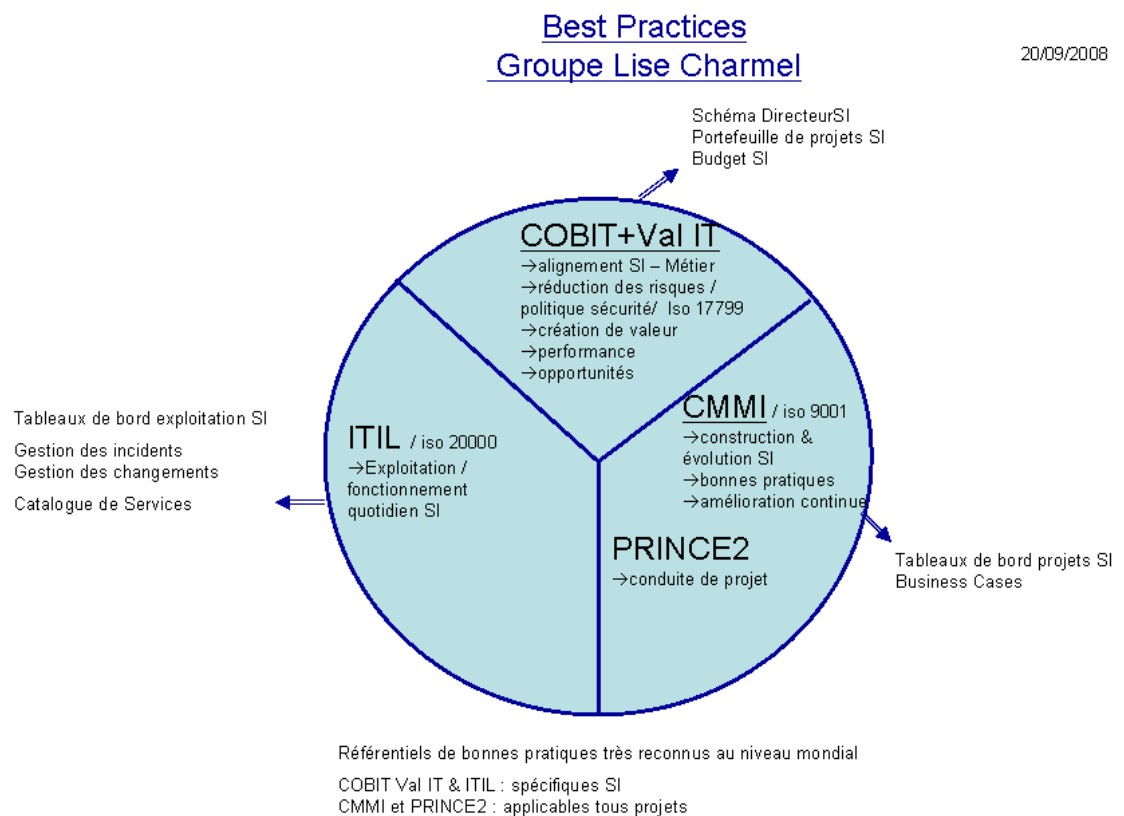 Best Practices
Groupe Lise Charmel
20/09/2008
Schéma DirecteurSI
Portefeuille de projets SI
Budget SI
COBIT+Val IT
→alignement SI – Métier
→réduction des risques /
politique sécurité/ Iso 17799
→création de valeur
→performance
→opportunités
Tableaux de bord exploitation SI
Gestion des incidents
Gestion des changements
Catalogue de Services
ITIL / iso 20000
→Exploitation /
fonctionnement
quotidien SI
CMMI / iso 9001
→construction &
évolution SI
→bonnes pratiques
→amélioration continue
PRINCE2
→conduite de projet
Tableaux de bord projets SI
Business Cases
Référentiels de bonnes pratiques très reconnus au niveau mondial
COBIT Val IT & ITIL : spécifiques SI
CMMI et PRINCE2 : applicables tous projets